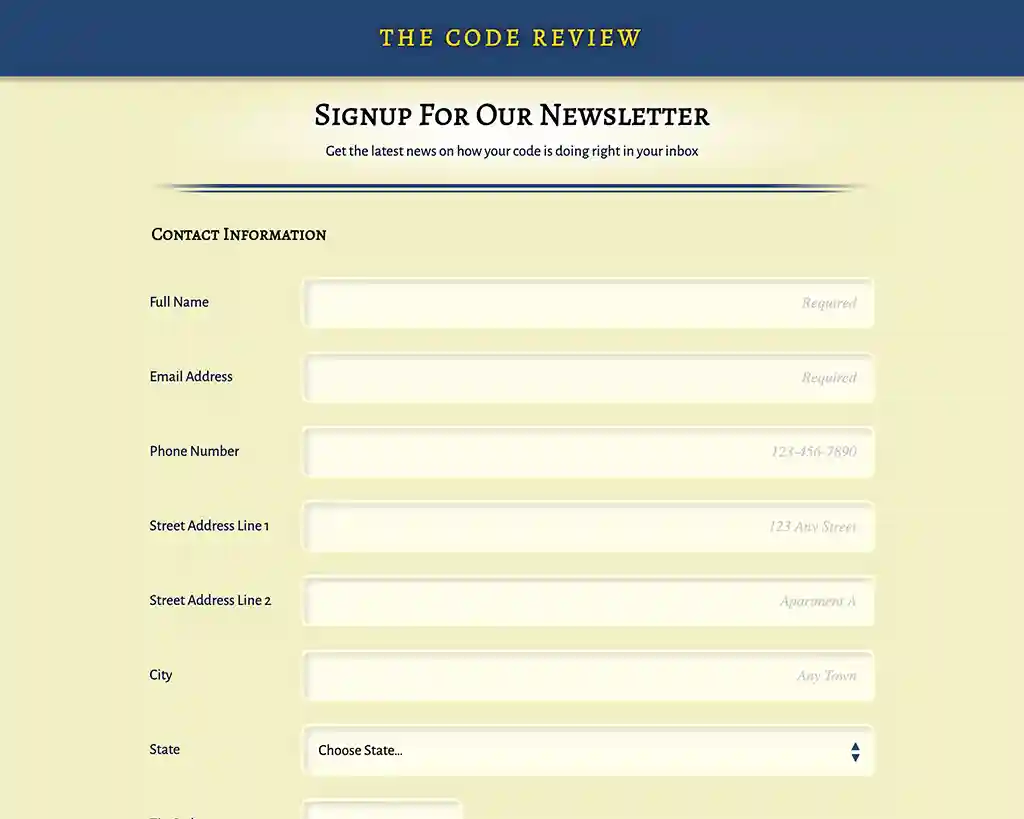 THE CODE REVIEW
SIGNUP FOR OUR NEWSLETTER
Get the latest news on how your code is doing right in your inbox
CONTACT INFORMATION
Full Name Required
Email Address Required
Phone Number 123-456-7890
Street Address Line 1 123 Any Street
Street Address Line 2 Apartment A
City Any Town
State Choose State...